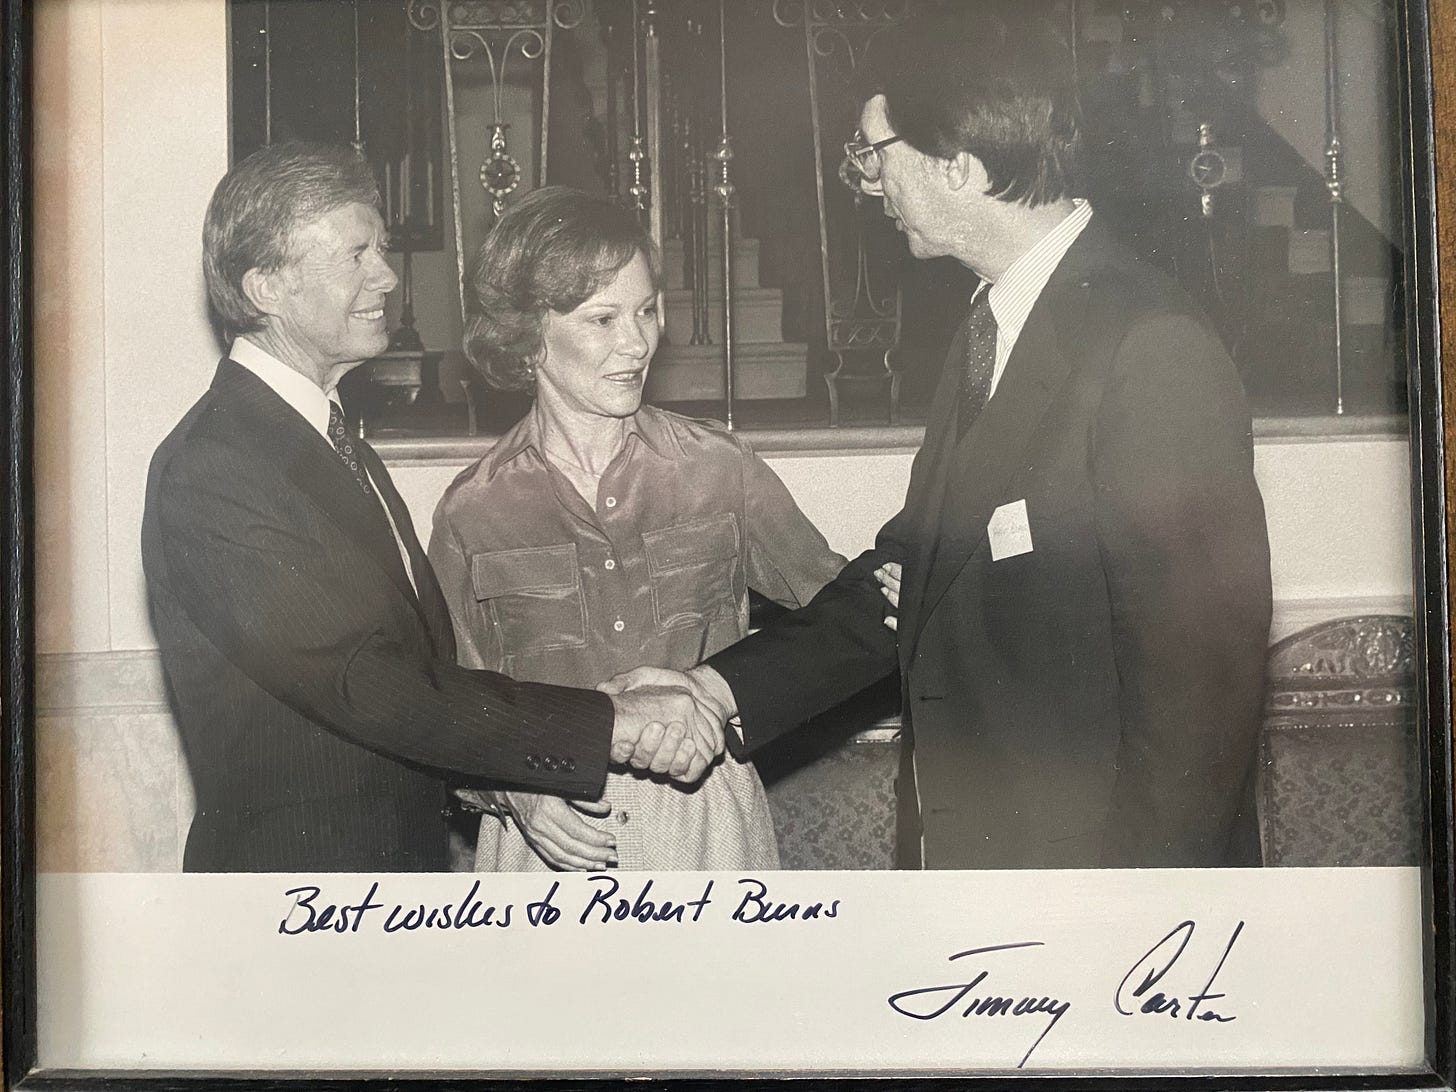 Best wishes to Robert Burns
Jimmy Carter